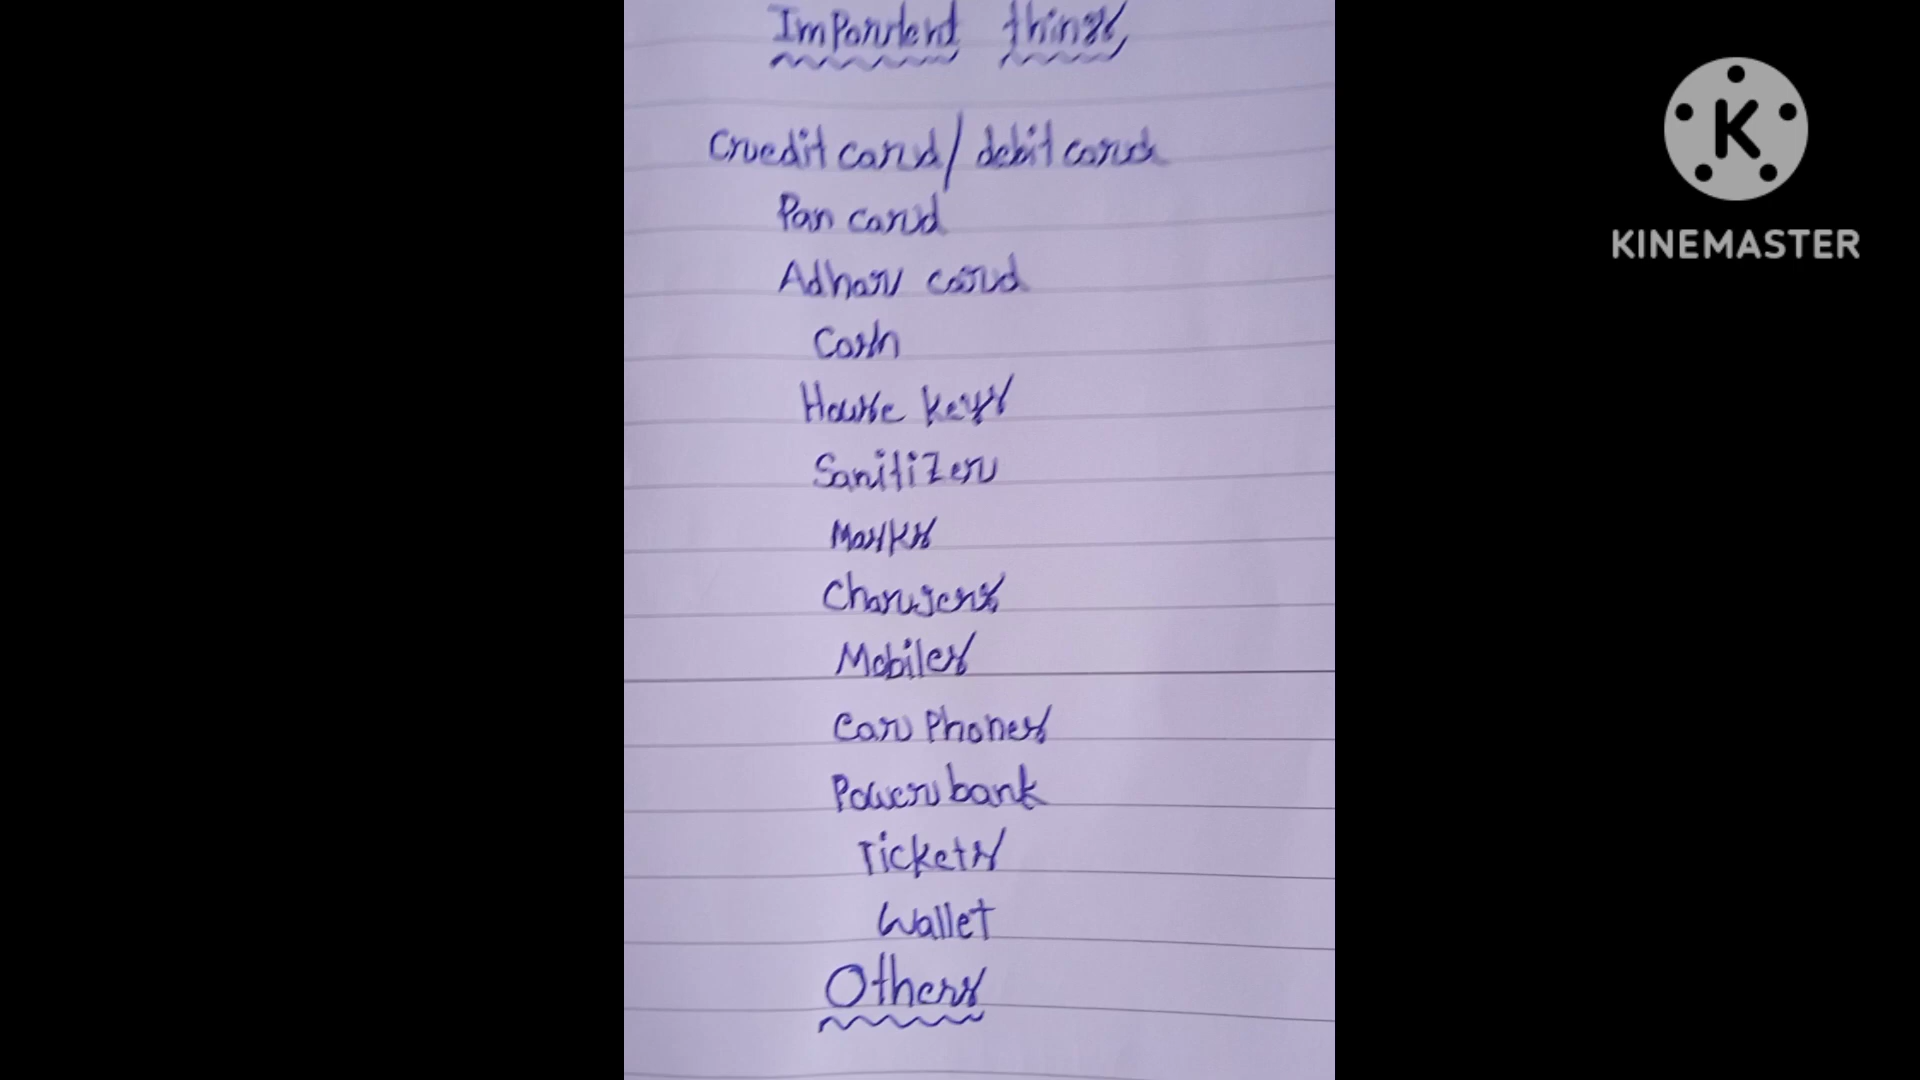 Importent things
Credit card/debit card
Pan card
Adhar card
Cash
House keys
Sanitizer
Masks
Chargers
Mobiles
Ear Phones
Power bank
Tickets
Wallet
Others
KINEMASTER